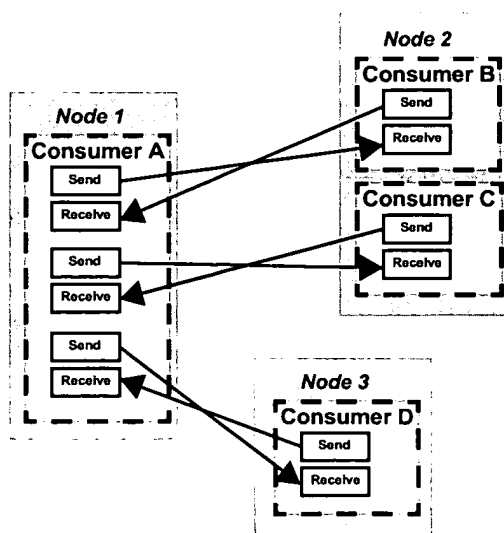 Node 1
Consumer A
Send
Receive
Send
Receive
Send
Receive
Node 2
Consumer B
Send
Receive
Consumer C
Send
Receive
Node 3
Consumer D
Send
Receive